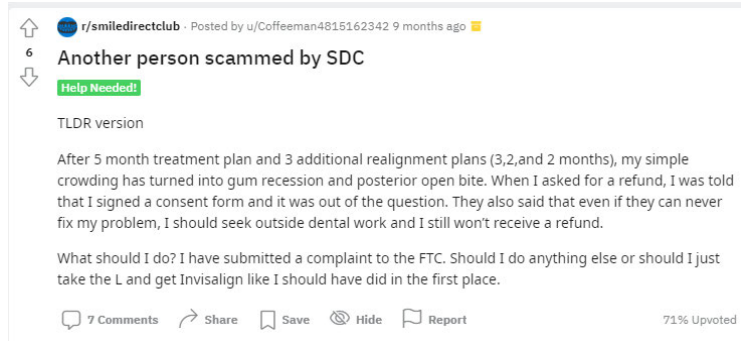 r/smiledirectclub · Posted by u/Coffeeman4815162342 9 months ago
6
Another person scammed by SDC
Help Needed!
TLDR version
After 5 month treatment plan and 3 additional realignment plans (3,2,and 2 months), my simple
crowding has turned into gum recession and posterior open bite. When I asked for a refund, I was told
that I signed a consent form and it was out of the question. They also said that even if they can never
fix my problem, I should seek outside dental work and I still won't receive a refund.
What should I do? I have submitted a complaint to the FTC. Should I do anything else or should I just
take the L and get Invisalign like I should have did in the first place.
7 Comments Share Save Hide Report 71% Upvoted